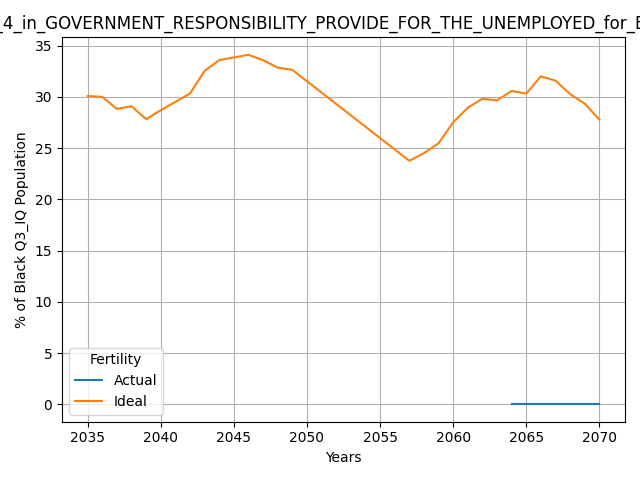 _4_in_GOVERNMENT_RESPONSIBILITY_PROVIDE_FOR_THE_UNEMPLOYED_for_
% of Black Q3_IQ Population
35
30
25
20
15
10
5
0
Fertility
Actual
Ideal
2035 2040 2045 2050 2055 2060 2065 2070
Years